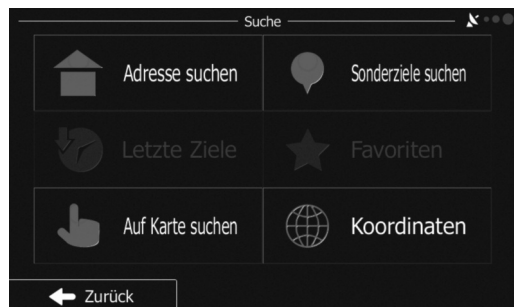 Suche
Adresse suchen
Sonderziele suchen
Letzte Ziele
Favoriten
Auf Karte suchen
Koordinaten
Zurück